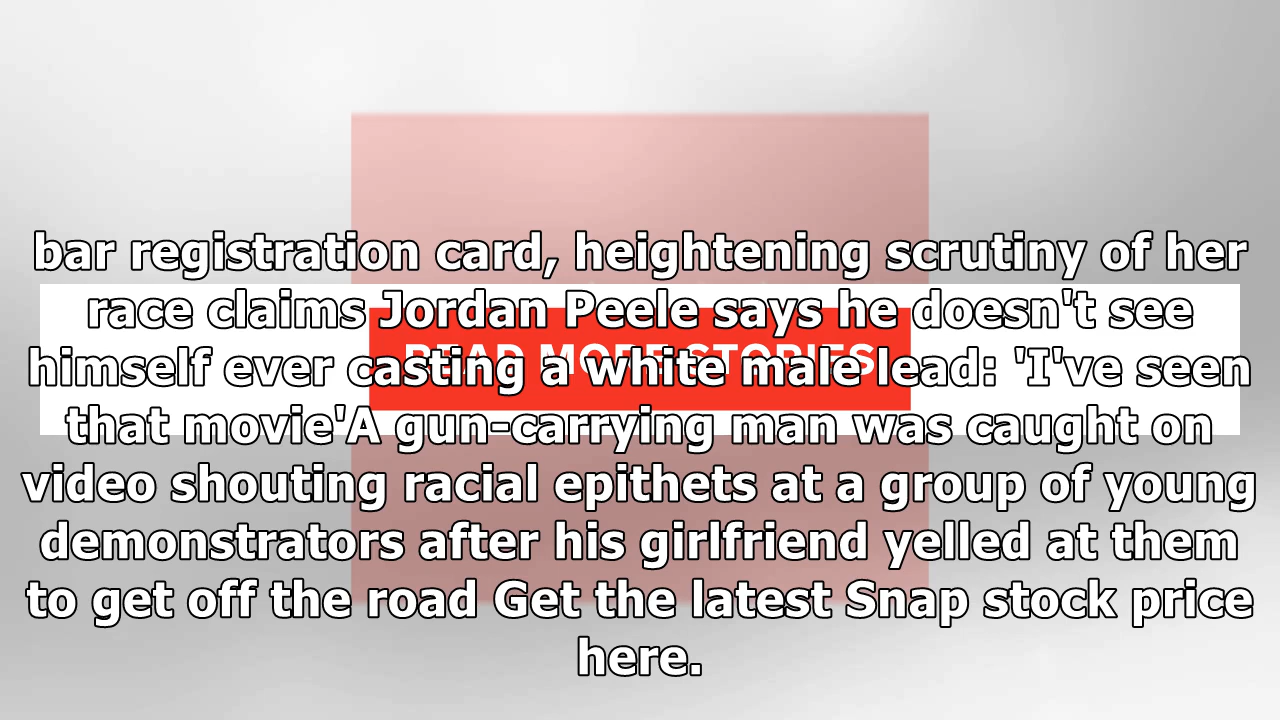 bar registration card, heightening scrutiny of her
race claims Jordan Peele says he doesn't see
READ MORE STORIES
himself ever casting a white male lead: 'I've seen
that movie'A gun-carrying man was caught on
video shouting racial epithets at a group of young
demonstrators after his girlfriend yelled at them
to get off the road Get the latest Snap stock price
here.